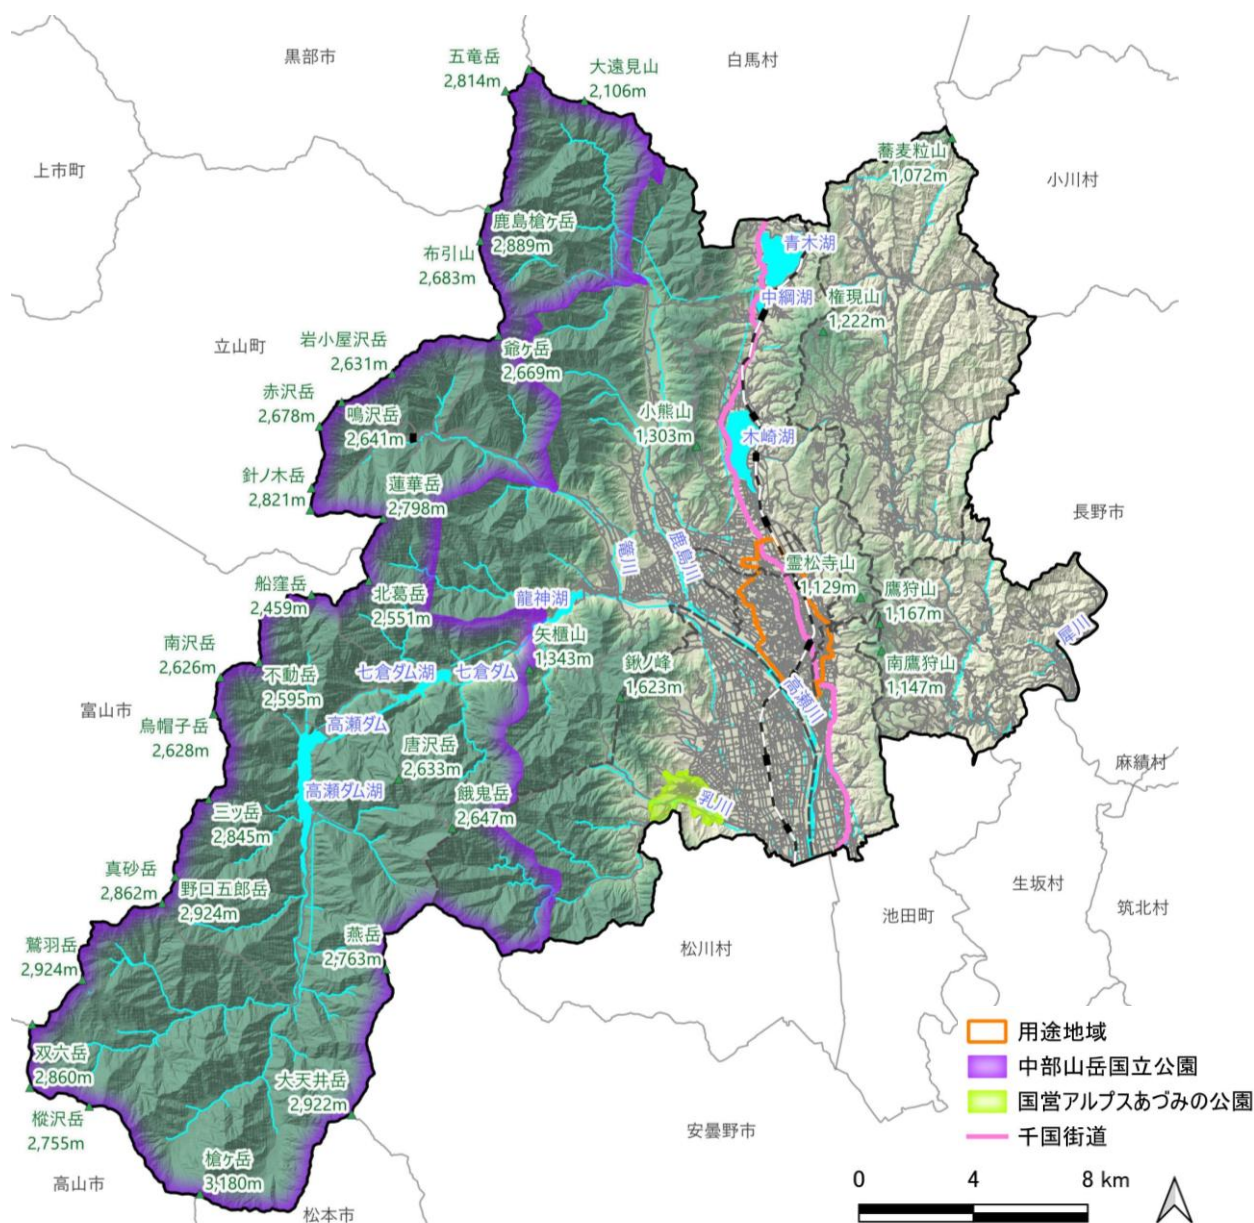 黒部市
五竜岳
2,814m
大遠見山
2,106m
白馬村
上市町
蕎麦粒山
1,072m
小川村
鹿島槍ヶ岳
2,889m
布引山
2,683m
青木湖
中綱湖
権現山
1,222m
立山町
岩小屋沢岳
2,631m
爺ヶ岳
2,669m
赤沢岳
2,678m
鳴沢岳
2,641m
小熊山
1,303m
木崎湖
針ノ木岳
2,821m
蓮華岳
2,798m
長野市
籠川
鹿島川
霊松寺山
1,129m
鷹狩山
1,167m
犀川
船窪岳
2,459m
北葛岳
2,551m
龍神湖
矢櫃山
1,343m
南沢岳
2,626m
不動岳
2,595m
七倉ダム湖
七倉ダム
鍬ノ峰
1,623m
南鷹狩山
1,147m
富山市
烏帽子岳
2,628m
高瀬ダム
唐沢岳
2,633m
高瀬川
麻績村
高瀬ダム湖
餓鬼岳
2,647m
乳川
三ッ岳
2,845m
真砂岳
2,862m
野口五郎岳
2,924m
生坂村
筑北村
池田町
鷲羽岳
2,924m
燕岳
2,763m
松川村
双六岳
2,860m
大天井岳
2,922m
樅沢岳
2,755m
安曇野市
槍ヶ岳
3,180m
高山市
松本市
用途地域
中部山岳国立公園
国営アルプスあづみの公園
千国街道
0 4 8 km